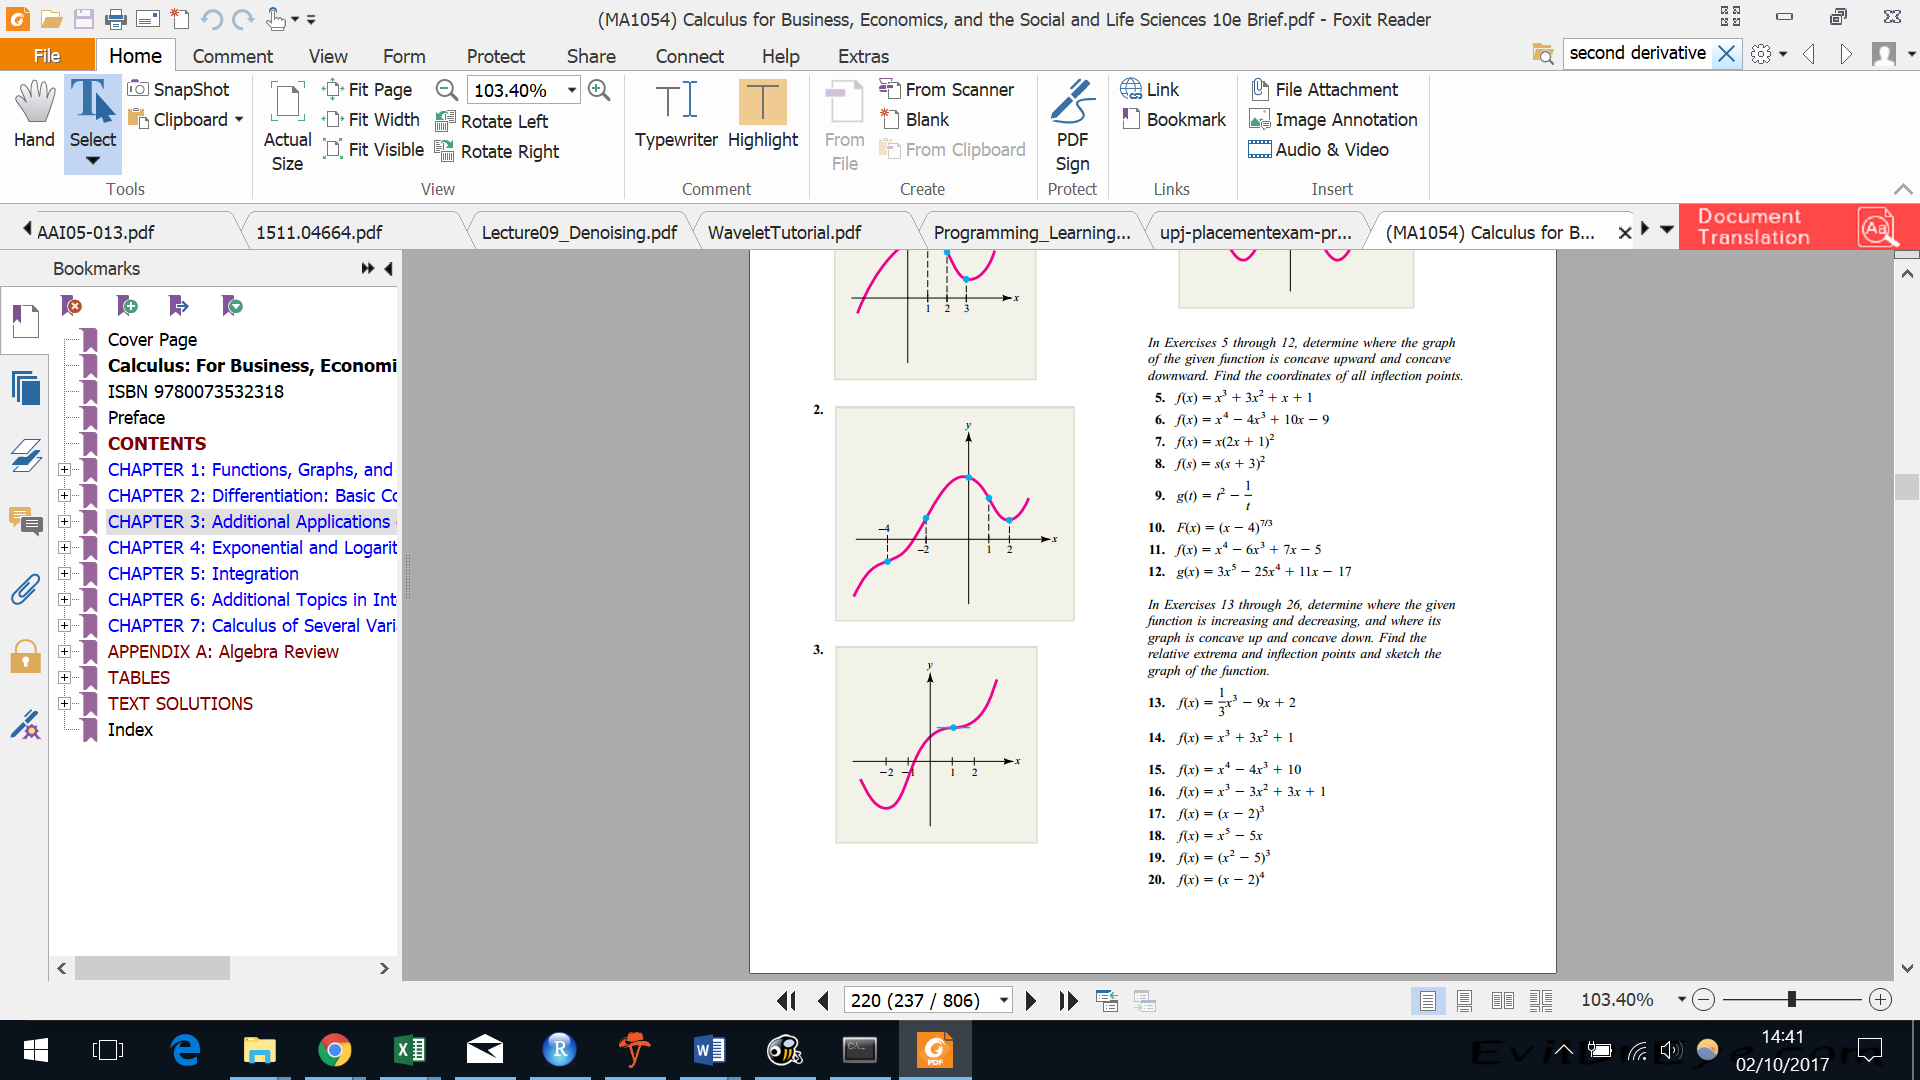 (MA1054) Calculus for Business, Economics, and the Social and Life Sciences 10e Brief.pdf - Foxit Reader
File Home Comment View Form Protect Share Connect Help Extras
second derivative
Hand
Select
SnapShot
Clipboard
Tools
Actual Size
Fit Page
Fit Width
Fit Visible
103.40%
Rotate Left
Rotate Right
View
Typewriter
Highlight
Comment
From File
From Scanner
Blank
From Clipboard
Create
PDF Sign
Protect
Link
Bookmark
Links
File Attachment
Image Annotation
Audio & Video
Insert
AAI05-013.pdf
1511.04664.pdf
Lecture09_Denoising.pdf
WaveletTutorial.pdf
Programming_Learning...
upj-placementexam-pr...
(MA1054) Calculus for B...
Document Translation
Bookmarks
Cover Page
Calculus: For Business, Economi
ISBN 9780073532318
Preface
CONTENTS
CHAPTER 1: Functions, Graphs, and
CHAPTER 2: Differentiation: Basic Co
CHAPTER 3: Additional Applications
CHAPTER 4: Exponential and Logarit
CHAPTER 5: Integration
CHAPTER 6: Additional Topics in Int
CHAPTER 7: Calculus of Several Vari
APPENDIX A: Algebra Review
TABLES
TEXT SOLUTIONS
Index
1 2 3 x
2.
y
-4 -2 1 2 x
3.
y
-2 -1 1 2 x
In Exercises 5 through 12, determine where the graph
of the given function is concave upward and concave
downward. Find the coordinates of all inflection points.
5. f(x) = x³ + 3x² + x + 1
6. f(x) = x⁴ − 4x³ + 10x − 9
7. f(x) = x(2x + 1)²
8. f(s) = s(s + 3)²
9. g(t) = t² − 1/t
10. F(x) = (x − 4)^7/3
11. f(x) = x⁴ − 6x³ + 7x − 5
12. g(x) = 3x⁵ − 25x⁴ + 11x − 17
In Exercises 13 through 26, determine where the given
function is increasing and decreasing, and where its
graph is concave up and concave down. Find the
relative extrema and inflection points and sketch the
graph of the function.
13. f(x) = 1/3 x³ − 9x + 2
14. f(x) = x³ + 3x² + 1
15. f(x) = x⁴ − 4x³ + 10
16. f(x) = x³ − 3x² + 3x + 1
17. f(x) = (x − 2)³
18. f(x) = x⁵ − 5x
19. f(x) = (x² − 5)³
20. f(x) = (x − 2)⁴
220 (237 / 806)
103.40%
14:41
02/10/2017